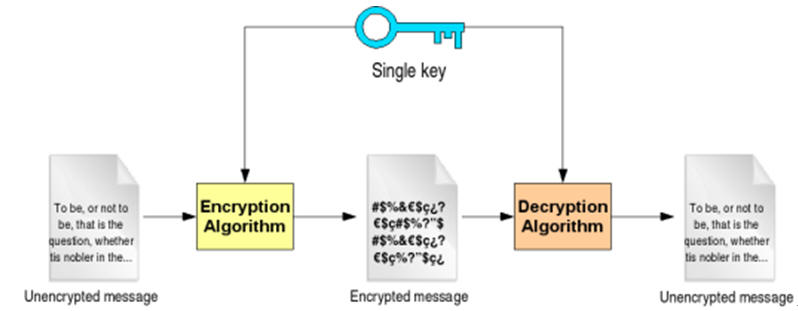 Single key
To be, or not to
be, that is the
question, whether
tis nobler in the...
Unencrypted message
Encryption
Algorithm
#$%&€$ç¿?
€$ç#$%?"$
#$%&€$ç¿?
€$ç%?"$ç¿
Encrypted message
Decryption
Algorithm
To be, or not to
be, that is the
question, whether
tis nobler in the...
Unencrypted message